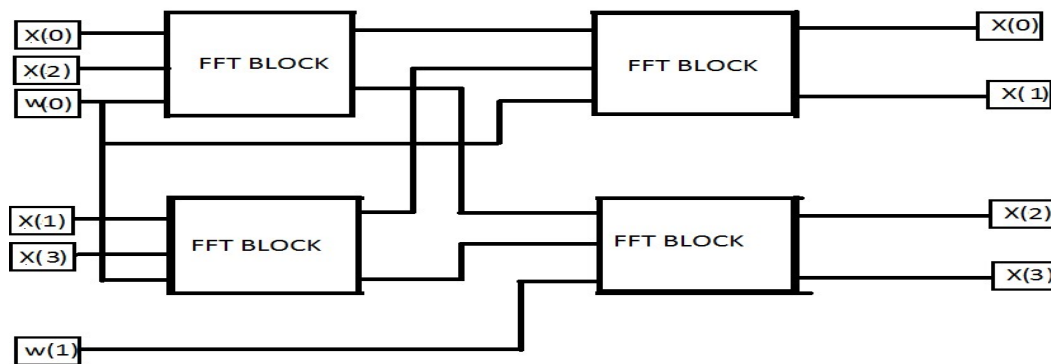 X(0)
X(2)
W(0)
FFT BLOCK
FFT BLOCK
X(0)
X(1)
X(1)
X(3)
FFT BLOCK
FFT BLOCK
X(2)
X(3)
W(1)